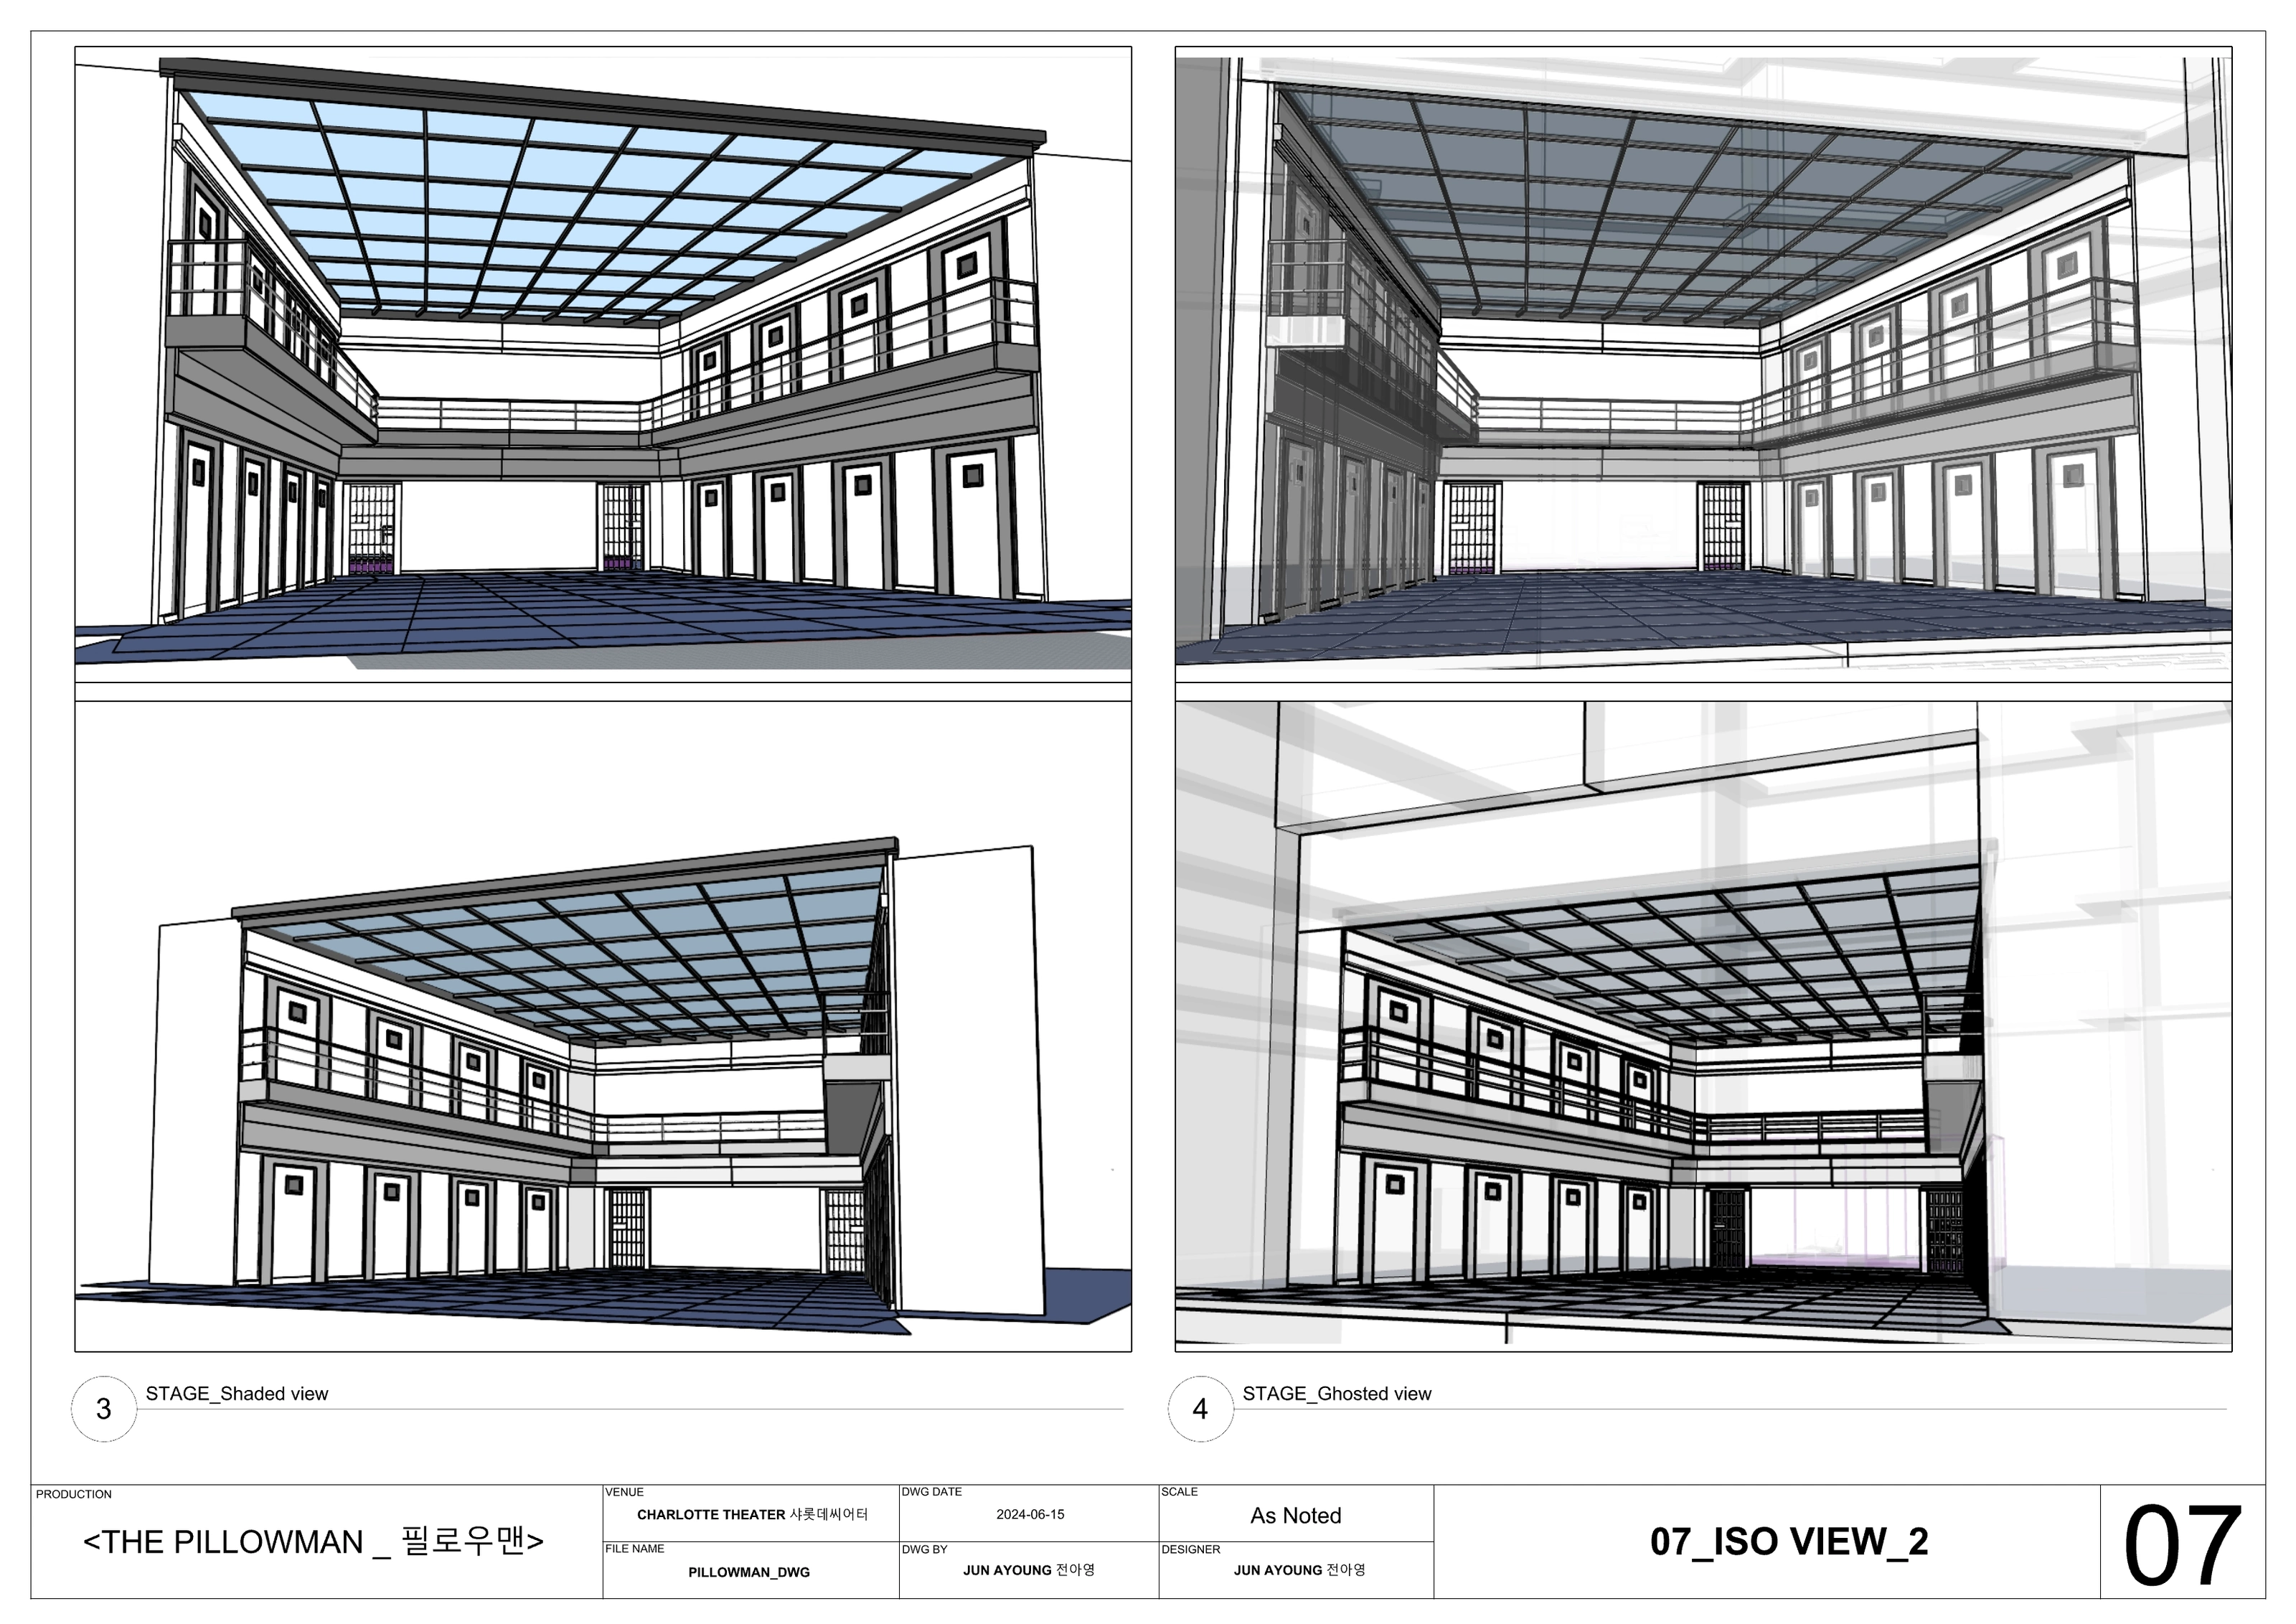 3
STAGE_Shaded view
4
STAGE_Ghosted view
PRODUCTION
<THE PILLOWMAN _ 필로우맨>
VENUE
CHARLOTTE THEATER 샤롯데씨어터
FILE NAME
PILLOWMAN_DWG
DWG DATE
2024-06-15
DWG BY
JUN AYOUNG 전아영
SCALE
As Noted
DESIGNER
JUN AYOUNG 전아영
07_ISO VIEW_2
07